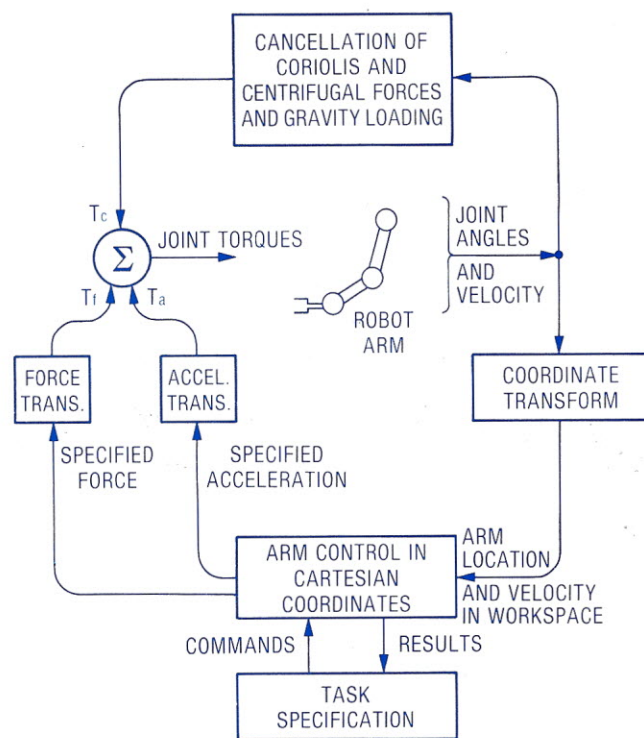 CANCELLATION OF
CORIOLIS AND
CENTRIFUGAL FORCES
AND GRAVITY LOADING
Tc
Σ
JOINT TORQUES
JOINT
ANGLES
AND
VELOCITY
Tf
Ta
ROBOT
ARM
FORCE
TRANS.
ACCEL.
TRANS.
COORDINATE
TRANSFORM
SPECIFIED
FORCE
SPECIFIED
ACCELERATION
ARM
LOCATION
AND VELOCITY
IN WORKSPACE
ARM CONTROL IN
CARTESIAN
COORDINATES
COMMANDS
RESULTS
TASK
SPECIFICATION